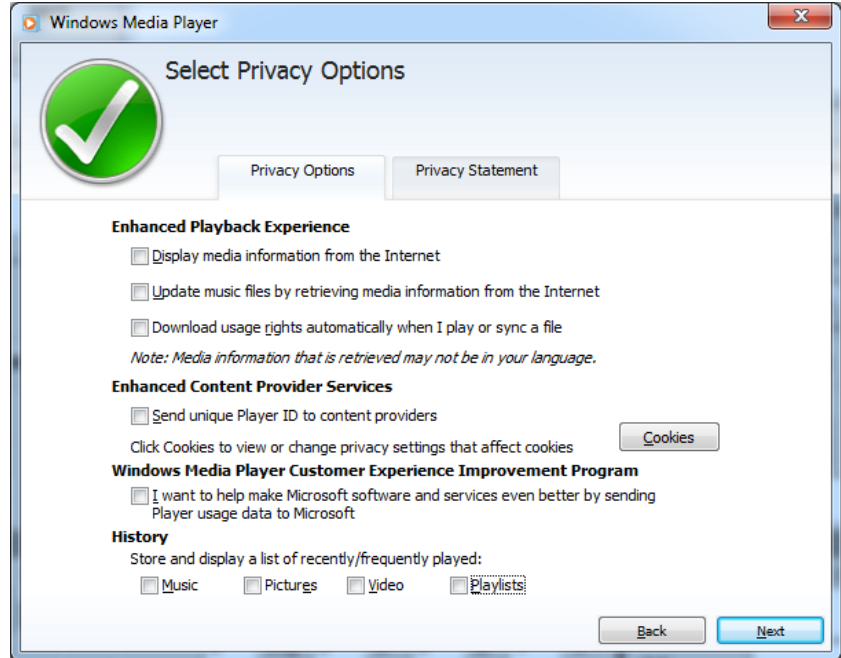 Windows Media Player
Select Privacy Options
Privacy Options
Privacy Statement
Enhanced Playback Experience
Display media information from the Internet
Update music files by retrieving media information from the Internet
Download usage rights automatically when I play or sync a file
Note: Media information that is retrieved may not be in your language.
Enhanced Content Provider Services
Send unique Player ID to content providers
Click Cookies to view or change privacy settings that affect cookies
Cookies
Windows Media Player Customer Experience Improvement Program
I want to help make Microsoft software and services even better by sending
Player usage data to Microsoft
History
Store and display a list of recently/frequently played:
Music Pictures Video Playlists
Back Next